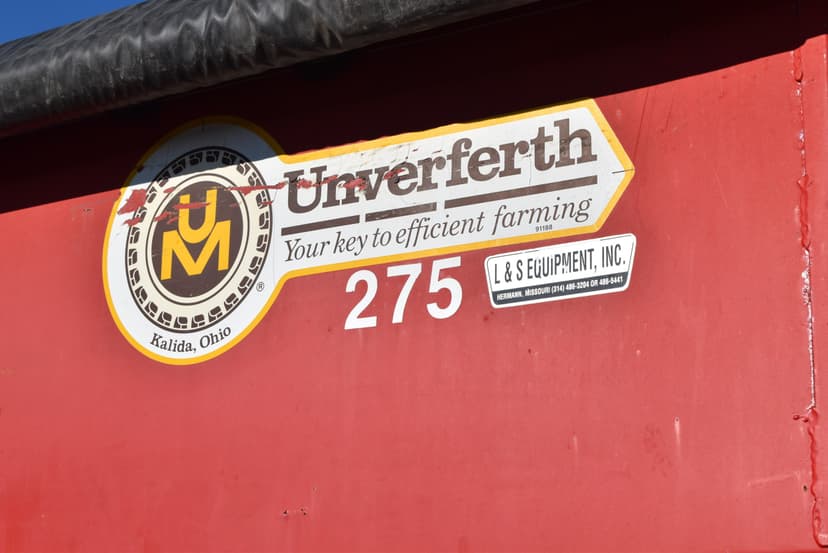 Unverferth
Your key to efficient farming
91188
UM
®
Kalida, Ohio
275
L & S EQUIPMENT, INC.
HERMANN, MISSOURI (314) 486-3204 OR 486-5441